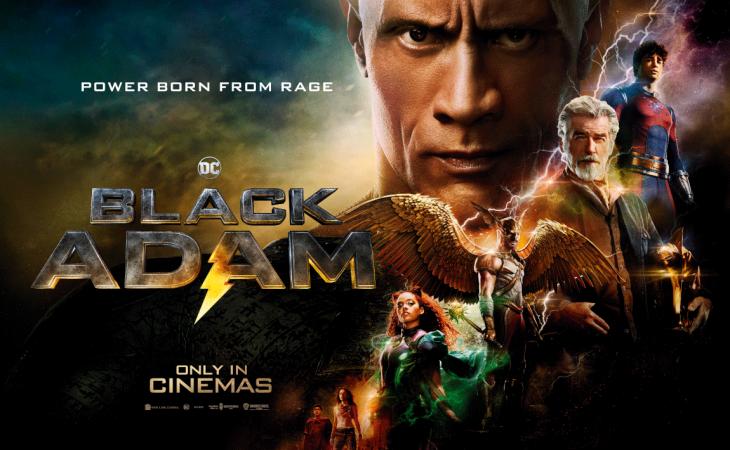 POWER BORN FROM RAGE
DC
BLACK
ADAM
ONLY IN
CINEMAS